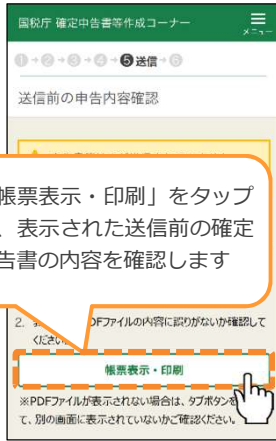 国税庁 確定申告書等作成コーナー
メニュー
①→②→③→④→❺送信→⑥
送信前の申告内容確認
帳票表示・印刷」をタップ
、表示された送信前の確定
告書の内容を確認します
2.
PDFファイルの内容に誤りがないか確認して
ください
帳票表示・印刷
※PDFファイルが表示されない場合は、タブボタンを
て、別の画面に表示されていないかご確認ください。